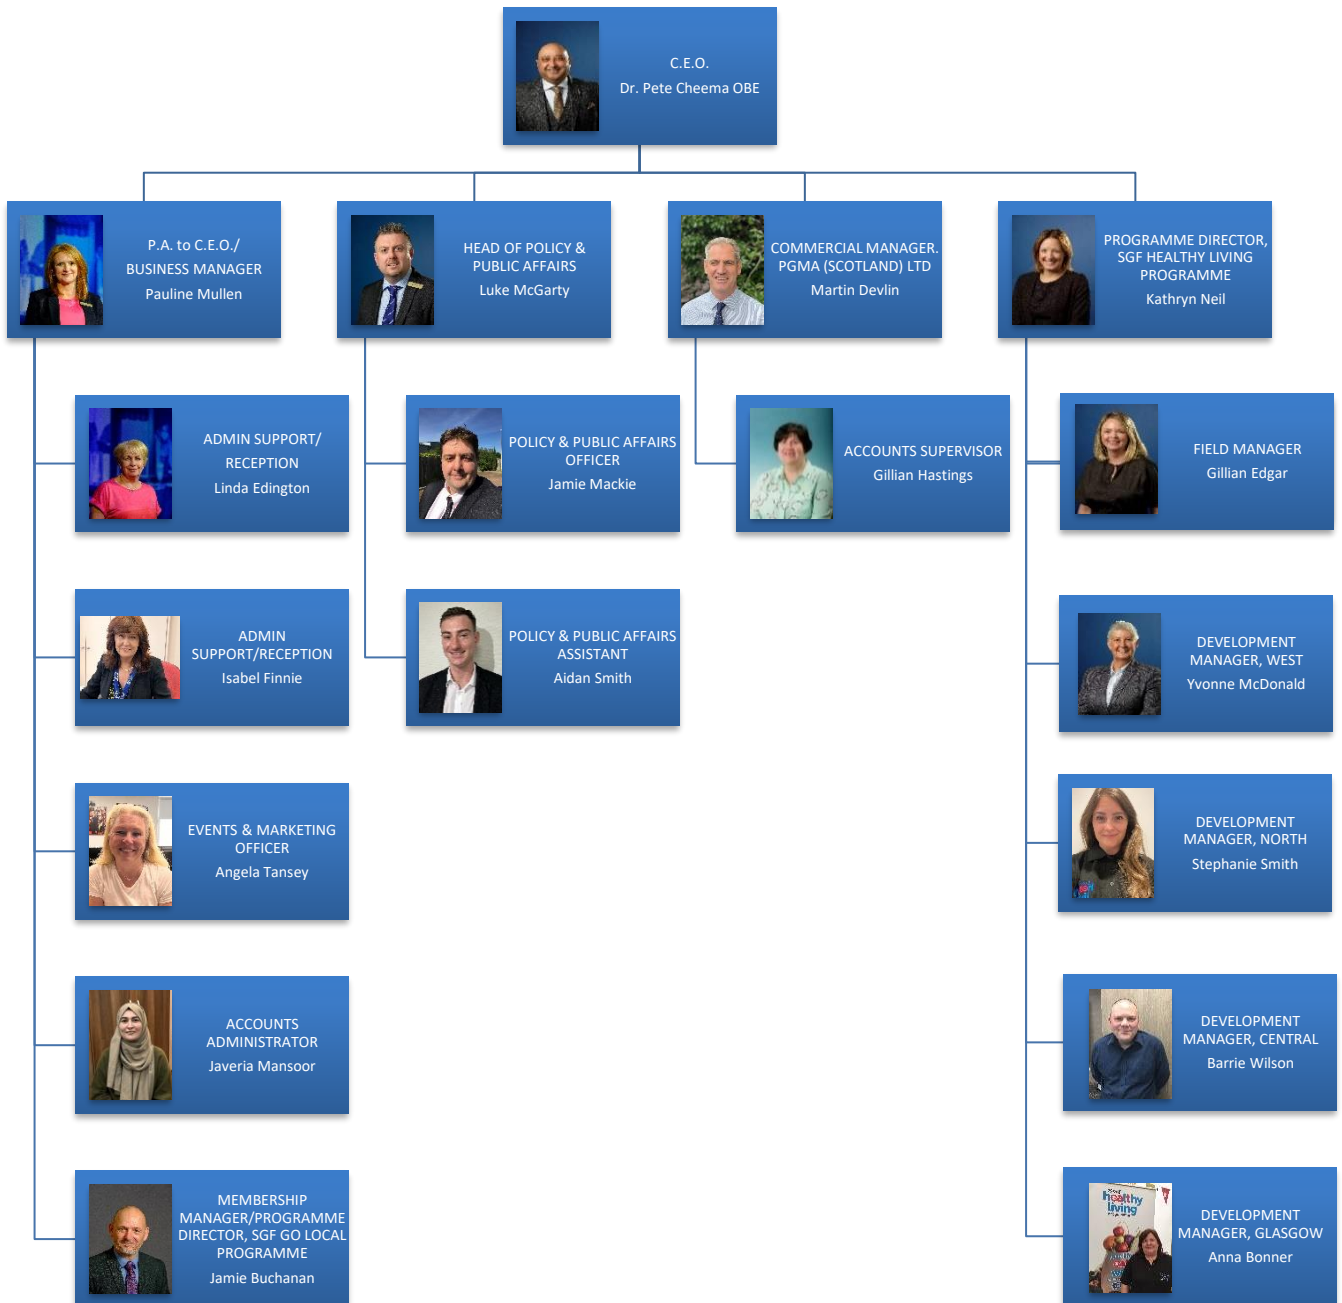 C.E.O.
Dr. Pete Cheema OBE
P.A. to C.E.O./
BUSINESS MANAGER
Pauline Mullen
HEAD OF POLICY &
PUBLIC AFFAIRS
Luke McGarty
COMMERCIAL MANAGER.
PGMA (SCOTLAND) LTD
Martin Devlin
PROGRAMME DIRECTOR,
SGF HEALTHY LIVING
PROGRAMME
Kathryn Neil
ADMIN SUPPORT/
RECEPTION
Linda Edington
POLICY & PUBLIC AFFAIRS
OFFICER
Jamie Mackie
ACCOUNTS SUPERVISOR
Gillian Hastings
FIELD MANAGER
Gillian Edgar
ADMIN
SUPPORT/RECEPTION
Isabel Finnie
POLICY & PUBLIC AFFAIRS
ASSISTANT
Aidan Smith
DEVELOPMENT
MANAGER, WEST
Yvonne McDonald
EVENTS & MARKETING
OFFICER
Angela Tansey
DEVELOPMENT
MANAGER, NORTH
Stephanie Smith
ACCOUNTS
ADMINISTRATOR
Javeria Mansoor
DEVELOPMENT
MANAGER, CENTRAL
Barrie Wilson
MEMBERSHIP
MANAGER/PROGRAMME
DIRECTOR, SGF GO LOCAL
PROGRAMME
Jamie Buchanan
healthy
living
DEVELOPMENT
MANAGER, GLASGOW
Anna Bonner